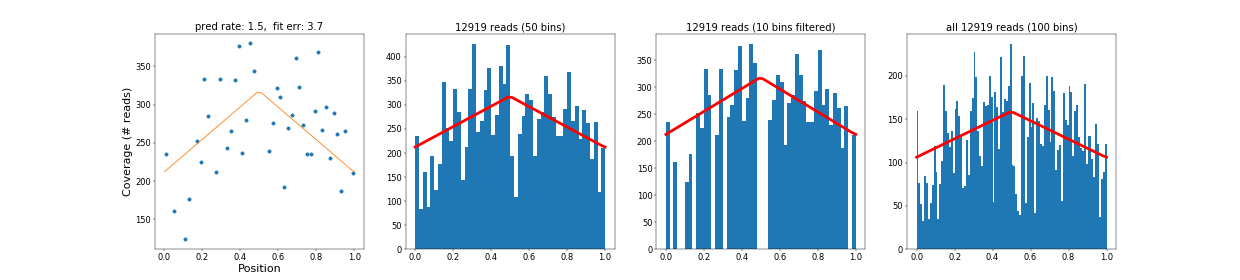 pred rate: 1.5, fit err: 3.7
12919 reads (50 bins)
12919 reads (10 bins filtered)
all 12919 reads (100 bins)
Coverage (# reads)
350
300
250
200
150
0.0 0.2 0.4 0.6 0.8 1.0
Position
400
350
300
250
200
150
100
50
0
0.0 0.2 0.4 0.6 0.8 1.0
350
300
250
200
150
100
50
0
0.0 0.2 0.4 0.6 0.8 1.0
200
150
100
50
0
0.0 0.2 0.4 0.6 0.8 1.0